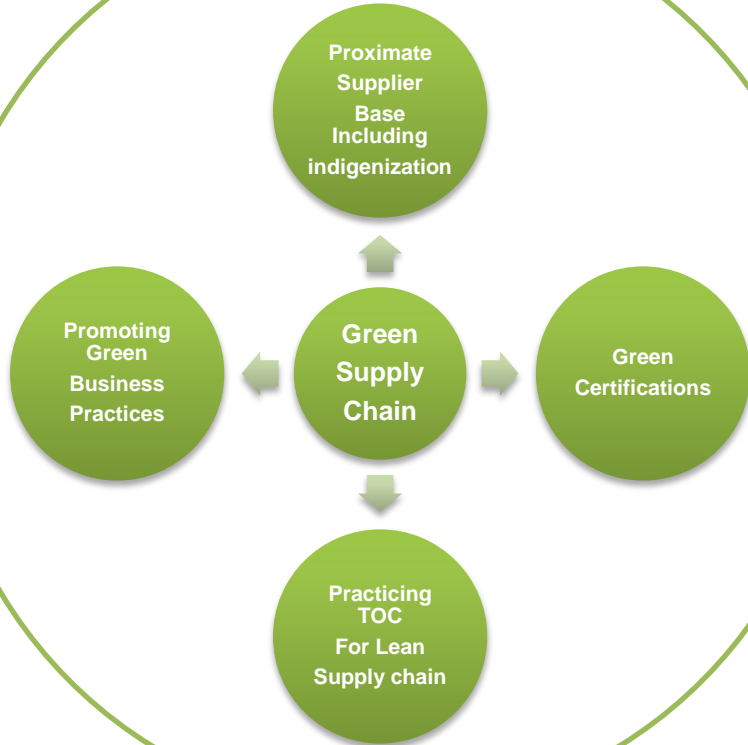 Proximate
Supplier
Base
Including
indigenization
Promoting
Green
Business
Practices
Green
Supply
Chain
Green
Certifications
Practicing
TOC
For Lean
Supply chain